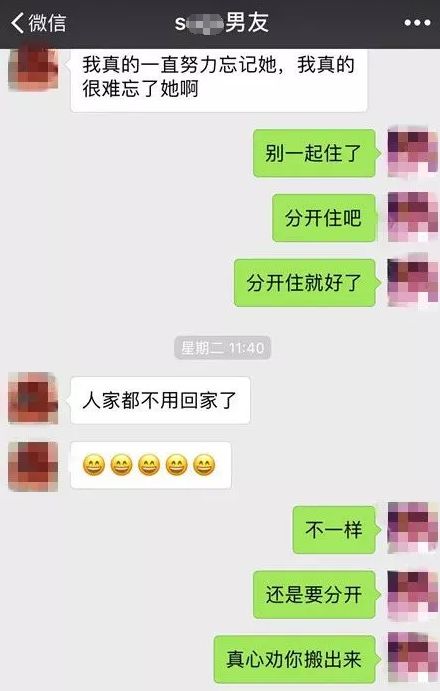 微信
s 男友
我真的一直努力忘记她，我真的
很难忘了她啊
别一起住了
分开住吧
分开住就好了
星期二 11:40
人家都不用回家了
不一样
还是要分开
真心劝你搬出来